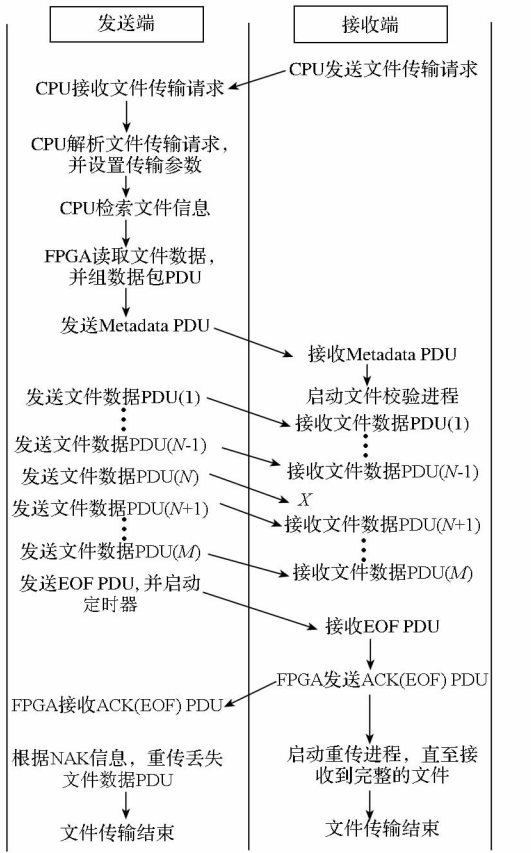 发送端
接收端
CPU发送文件传输请求
CPU接收文件传输请求
CPU解析文件传输请求,
并设置传输参数
CPU检索文件信息
FPGA读取文件数据,
并组数据包PDU
发送Metadata PDU
接收Metadata PDU
启动文件校验进程
发送文件数据PDU(1)
接收文件数据PDU(1)
发送文件数据PDU(N-1)
接收文件数据PDU(N-1)
发送文件数据PDU(N)
X
发送文件数据PDU(N+1)
接收文件数据PDU(N+1)
发送文件数据PDU(M)
接收文件数据PDU(M)
发送EOF PDU, 并启动
定时器
接收EOF PDU
FPGA发送ACK(EOF) PDU
FPGA接收ACK(EOF) PDU
根据NAK信息，重传丢失
文件数据PDU
启动重传进程，直至接
收到完整的文件
文件传输结束
文件传输结束